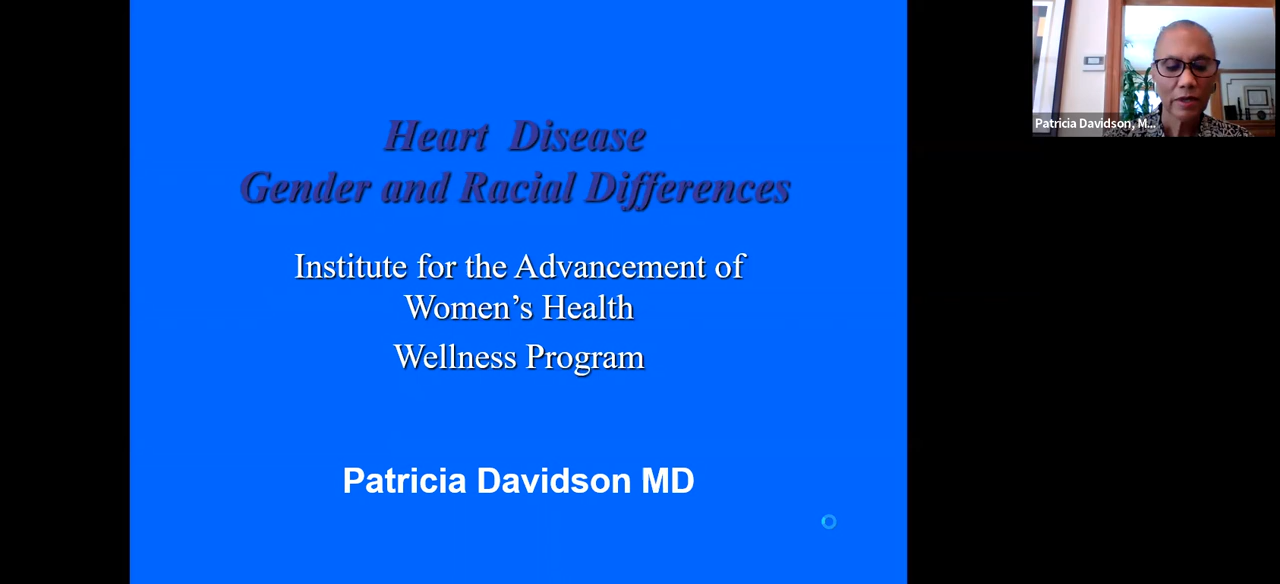 Heart Disease
Gender and Racial Differences
Institute for the Advancement of
Women’s Health
Wellness Program
Patricia Davidson MD
Patricia Davidson, M...